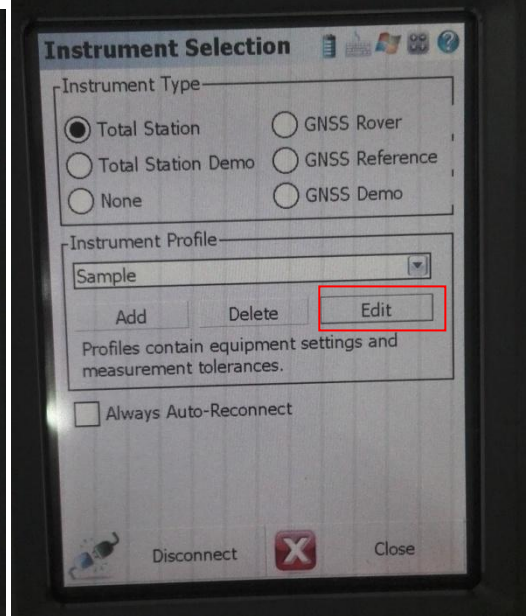 Instrument Selection
Instrument Type
Total Station
GNSS Rover
Total Station Demo
GNSS Reference
None
GNSS Demo
Instrument Profile
Sample
Add
Delete
Edit
Profiles contain equipment settings and
measurement tolerances.
Always Auto-Reconnect
Disconnect
Close